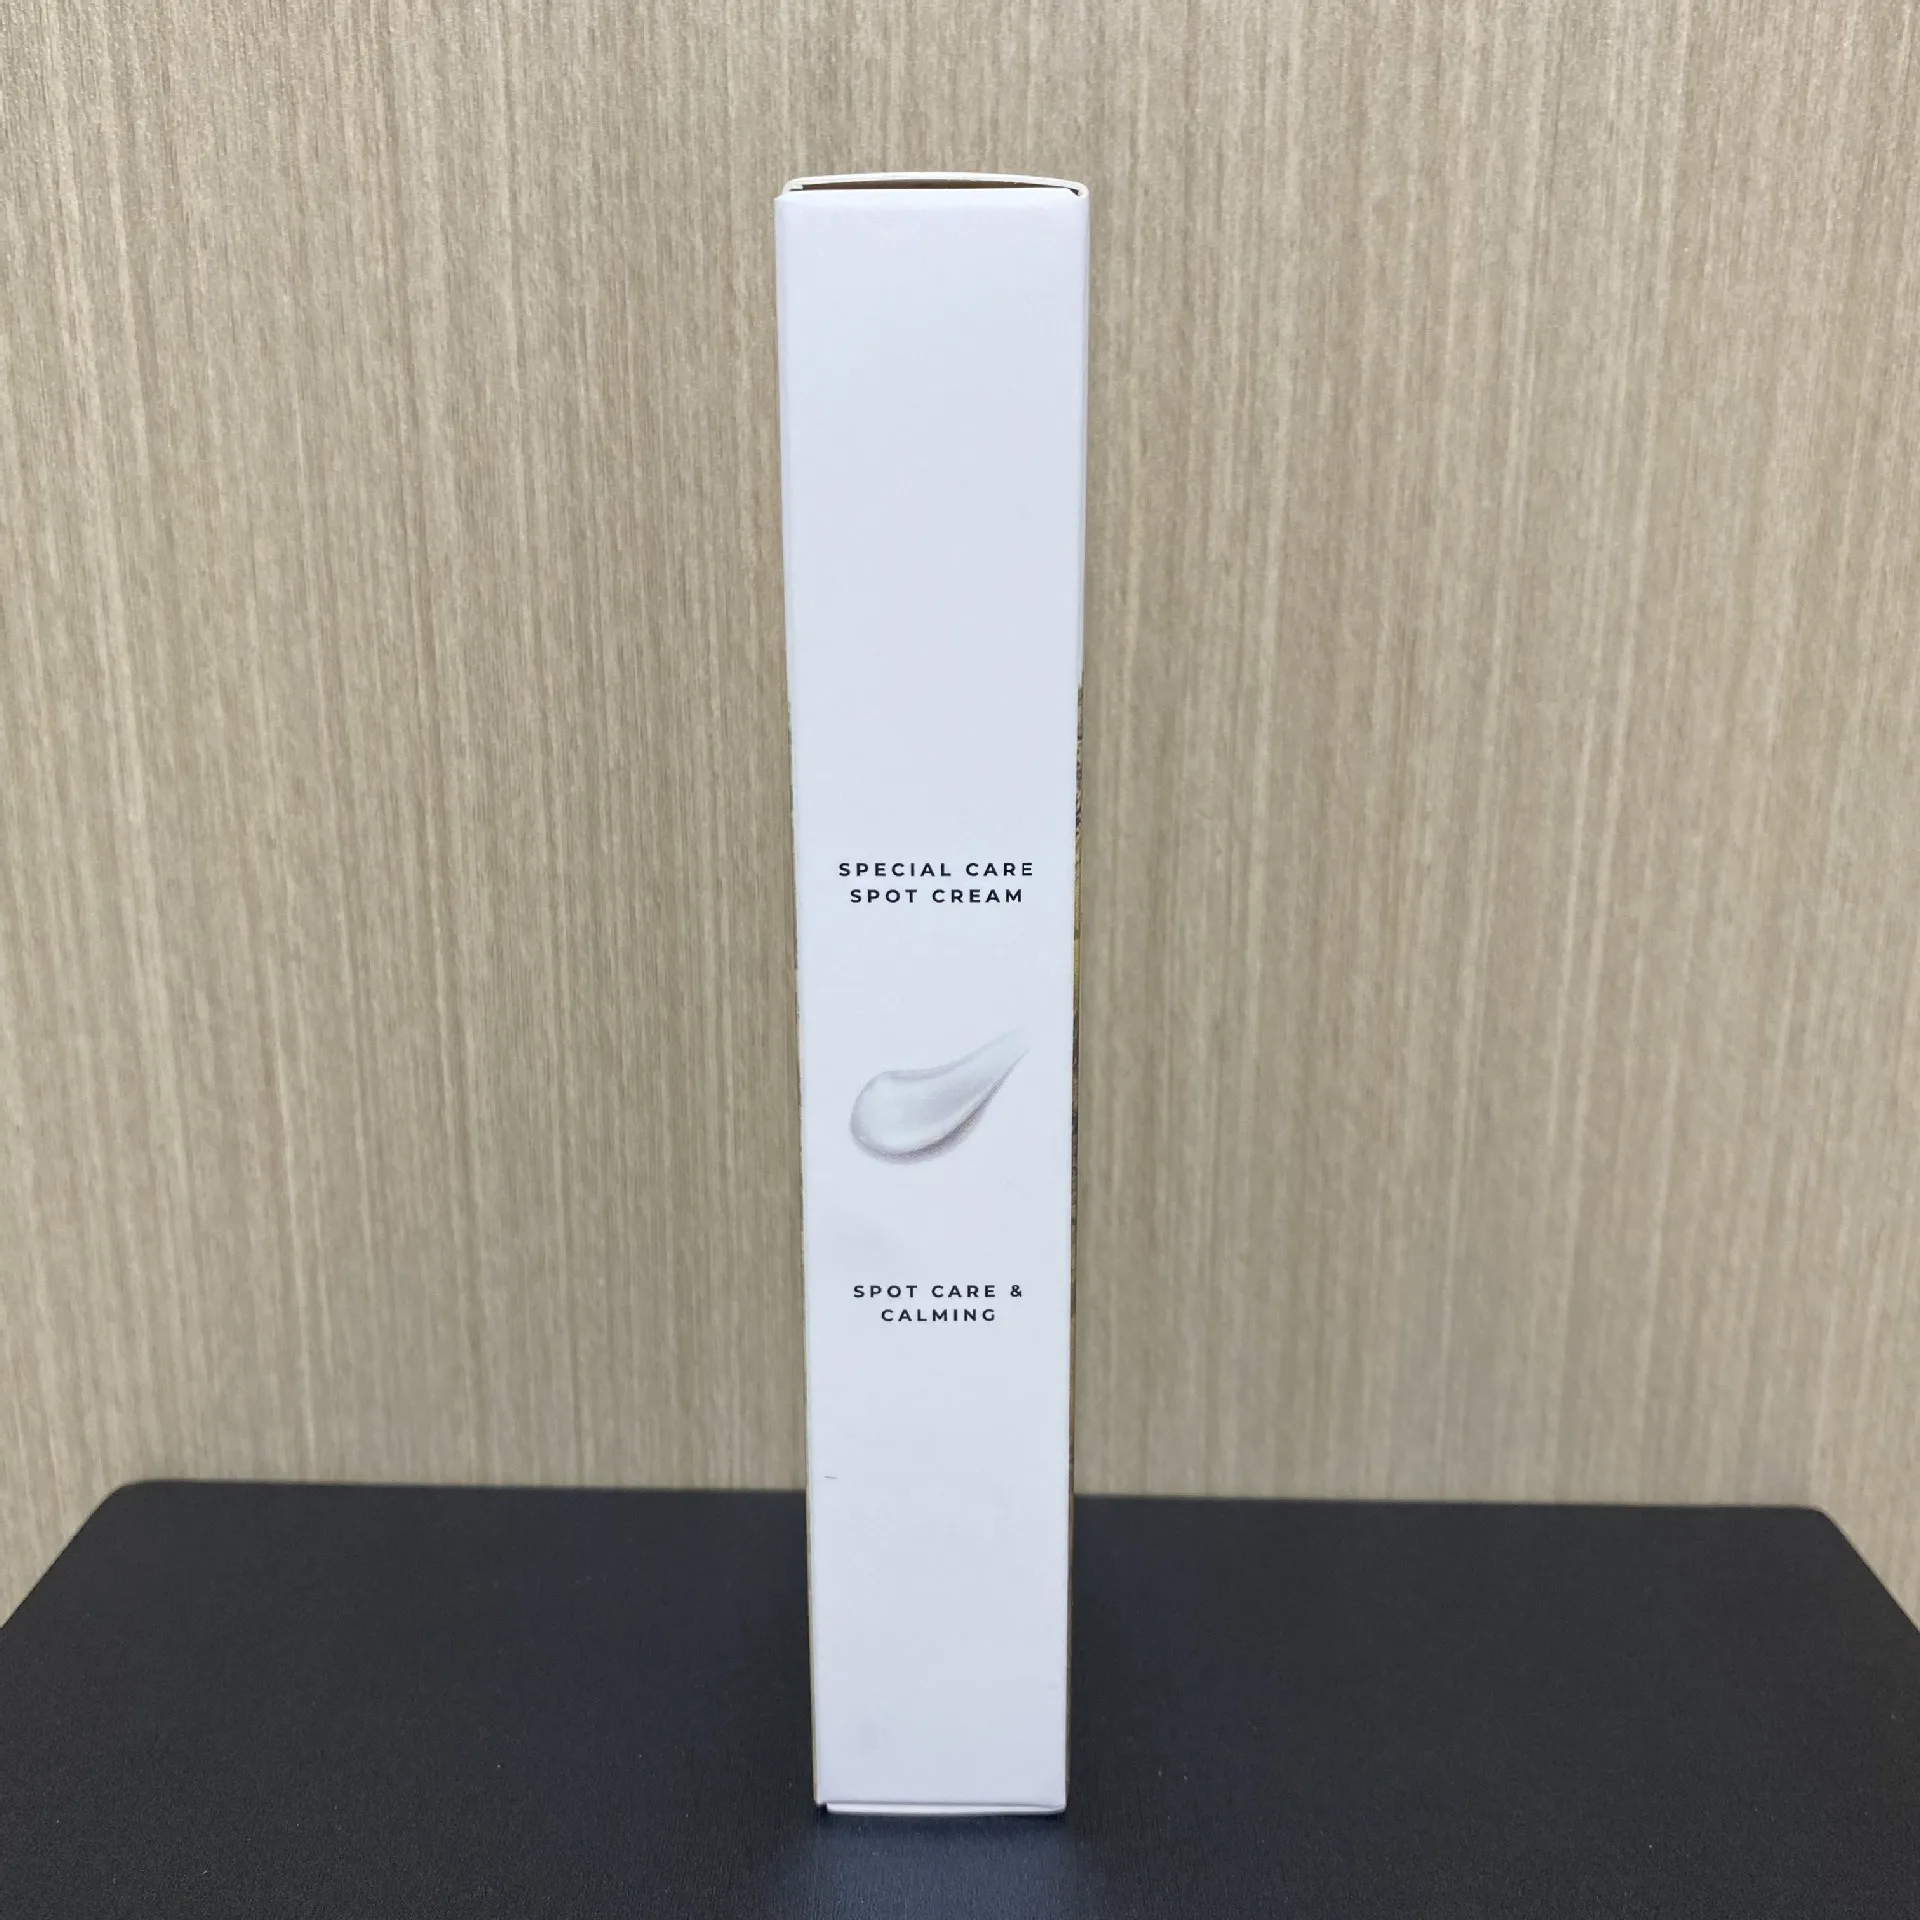 SPECIAL CARE
SPOT CREAM
SPOT CARE &
CALMING